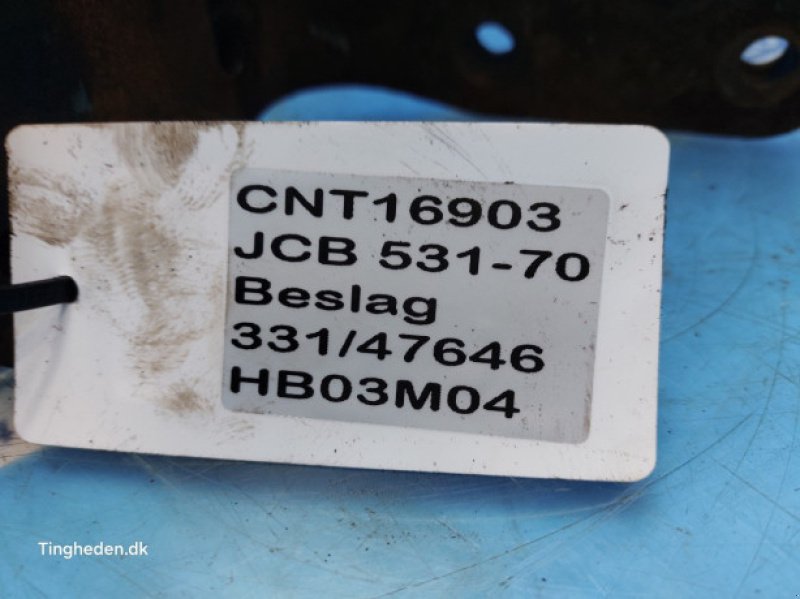 CNT16903
JCB 531-70
Beslag
331/47646
HB03M04
Tingheden.dk